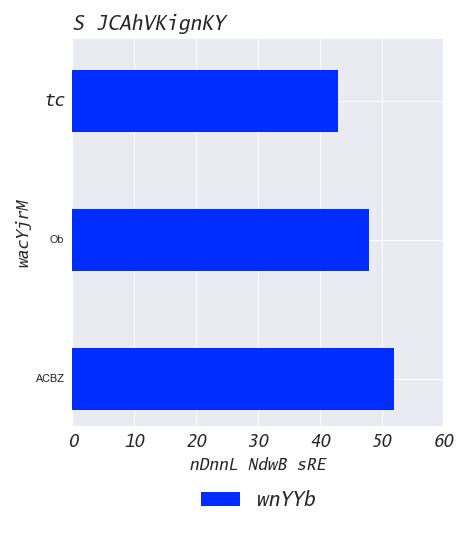 S JCAhVKignKY
tc
wacYjrM
Ob
ACBZ
0 10 20 30 40 50 60
nDnnL NdwB sRE
wnYYb